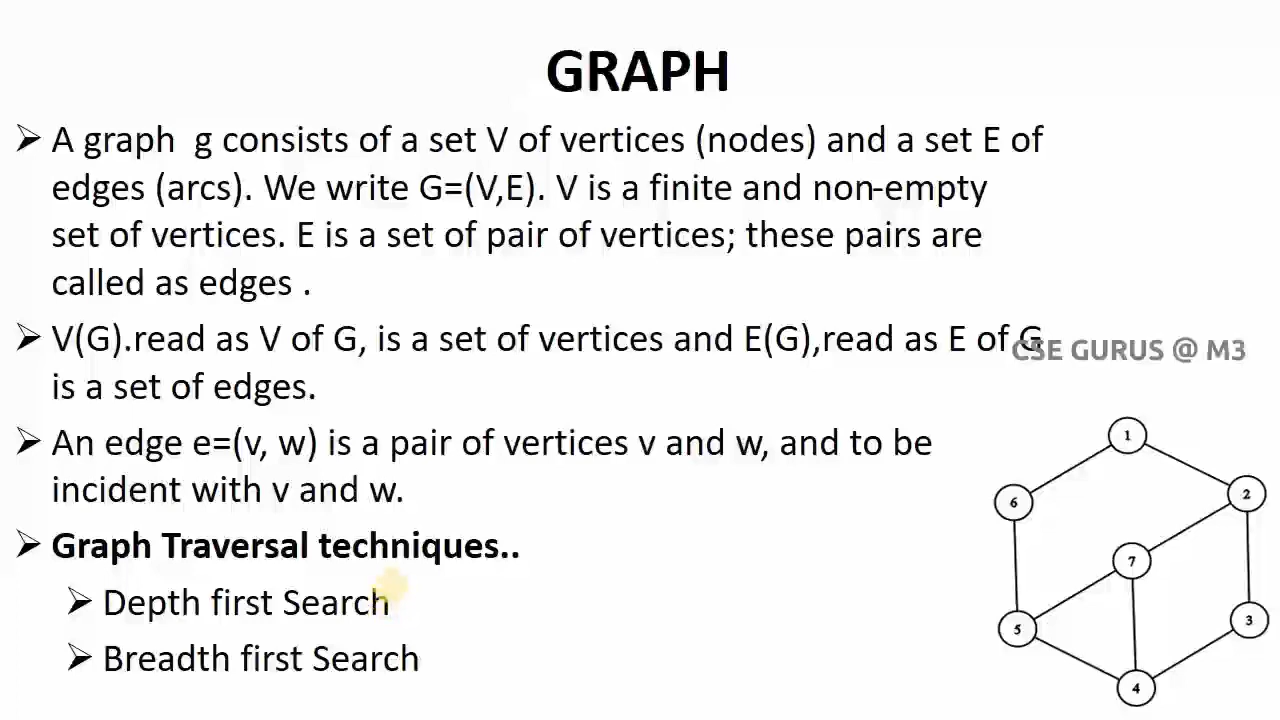 GRAPH
➢ A graph g consists of a set V of vertices (nodes) and a set E of
edges (arcs). We write G=(V,E). V is a finite and non-empty
set of vertices. E is a set of pair of vertices; these pairs are
called as edges .
➢ V(G).read as V of G, is a set of vertices and E(G),read as E of G
is a set of edges.
CSE GURUS @ M3
➢ An edge e=(v, w) is a pair of vertices v and w, and to be
incident with v and w.
➢ Graph Traversal techniques..
➢ Depth first Search
➢ Breadth first Search
1
2
6
7
3
5
4